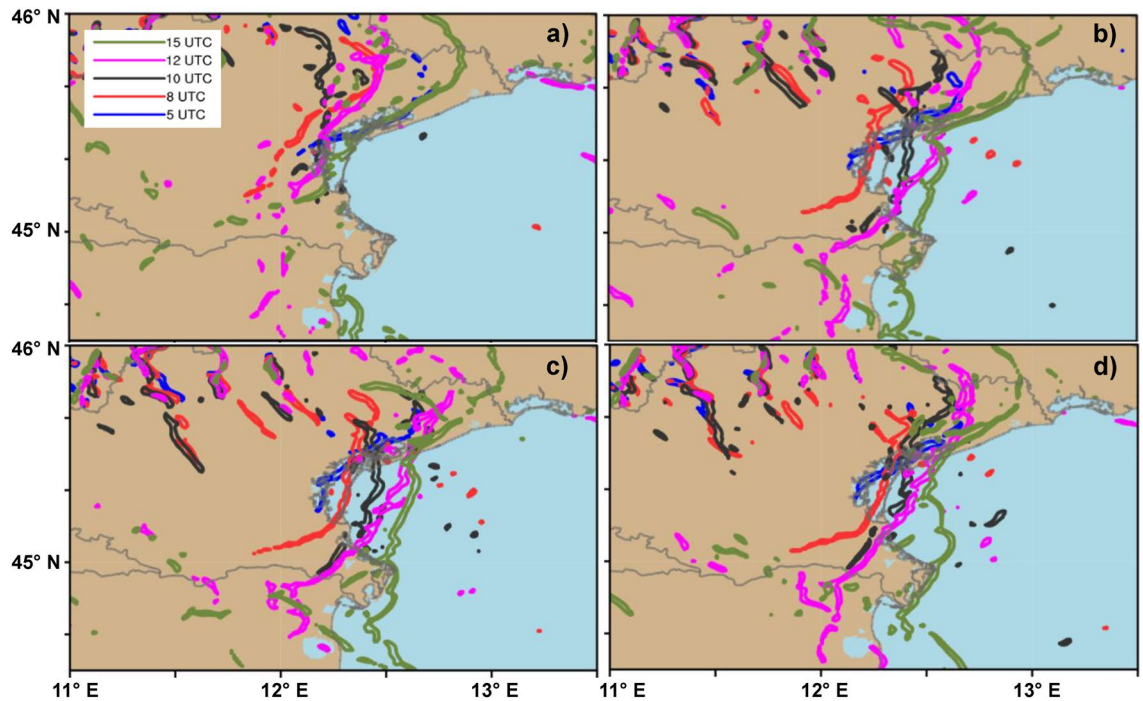 46° N
a)
b)
15 UTC
12 UTC
10 UTC
8 UTC
5 UTC
45° N
46° N
c)
d)
45° N
11° E
12° E
13° E
11° E
12° E
13° E